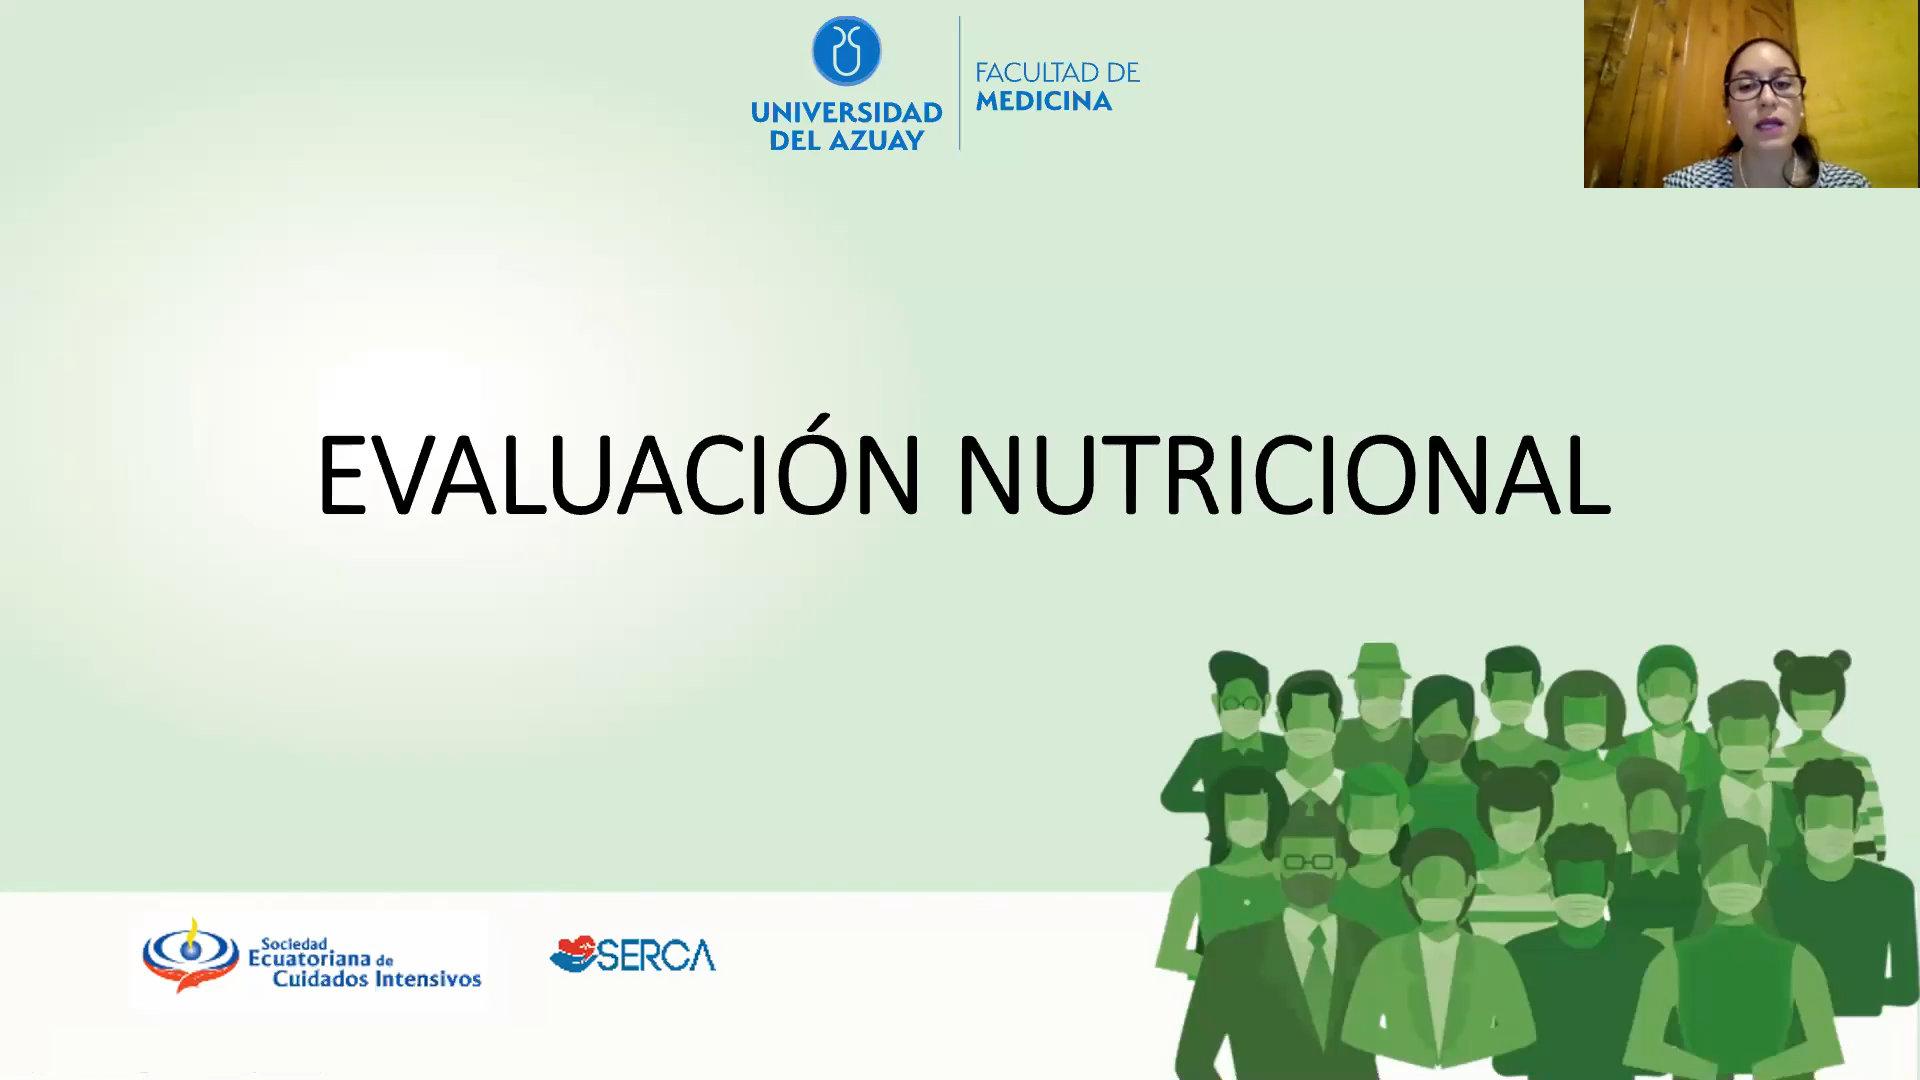 UNIVERSIDAD
DEL AZUAY
FACULTAD DE
MEDICINA
EVALUACIÓN NUTRICIONAL
Sociedad
Ecuatoriana de
Cuidados Intensivos
SERCA